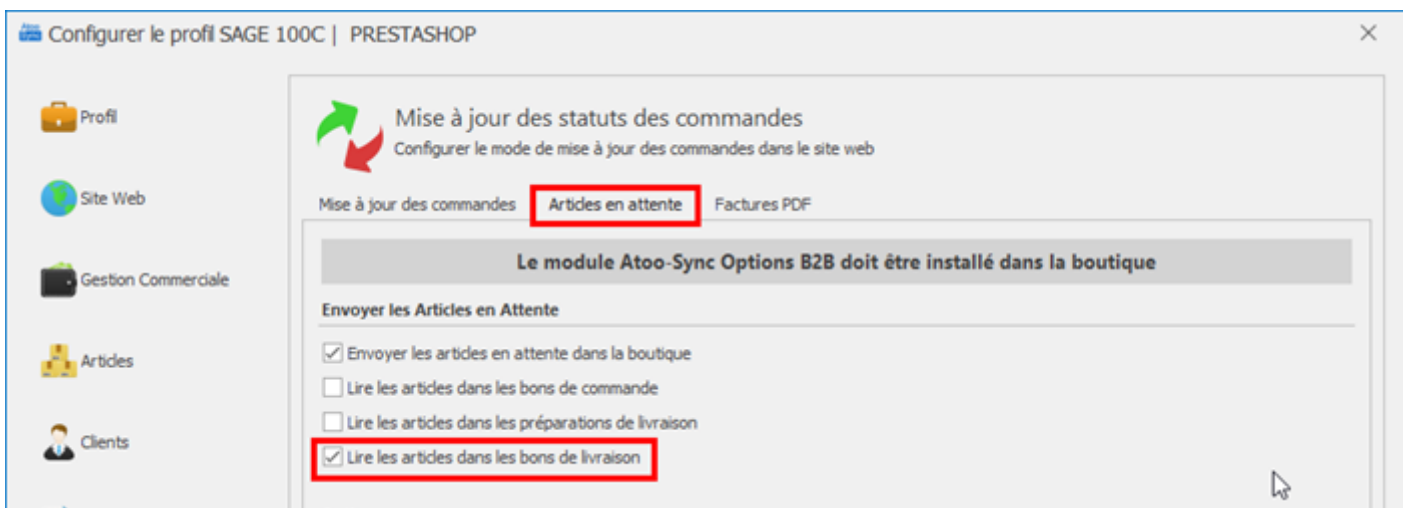 Configurer le profil SAGE 100C | PRESTASHOP
Profil
Site Web
Gestion Commerciale
Articles
Clients
Mise à jour des statuts des commandes
Configurer le mode de mise à jour des commandes dans le site web
Mise à jour des commandes Articles en attente Factures PDF
Le module Atoo-Sync Options B2B doit être installé dans la boutique
Envoyer les Articles en Attente
Envoyer les articles en attente dans la boutique
Lire les articles dans les bons de commande
Lire les articles dans les préparations de livraison
Lire les articles dans les bons de livraison